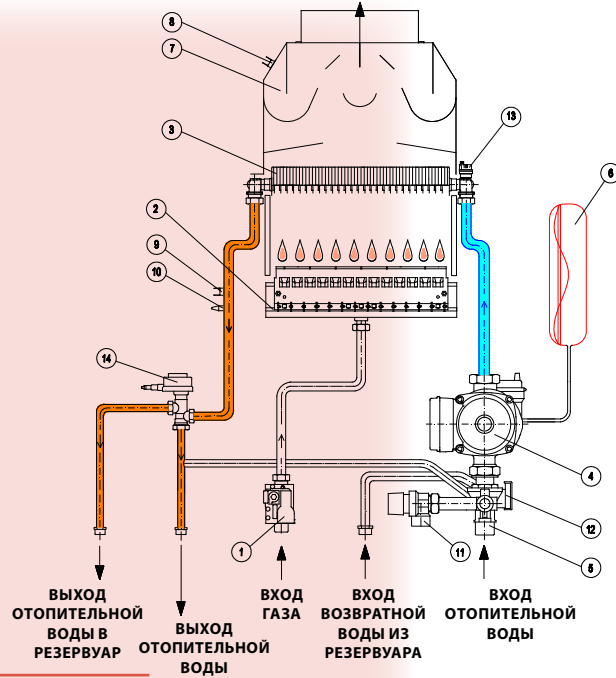 8
7
13
3
6
2
9
10
14
4
12
1
11
5
ВЫХОД
ОТОПИТЕЛЬНОЙ
ВОДЫ В
РЕЗЕРВУАР
ВЫХОД
ОТОПИТЕЛЬНОЙ
ВОДЫ
ВХОД
ГАЗА
ВХОД
ВОЗВРАТНОЙ
ВОДЫ ИЗ
РЕЗЕРВУАРА
ВХОД
ОТОПИТЕЛЬНОЙ
ВОДЫ